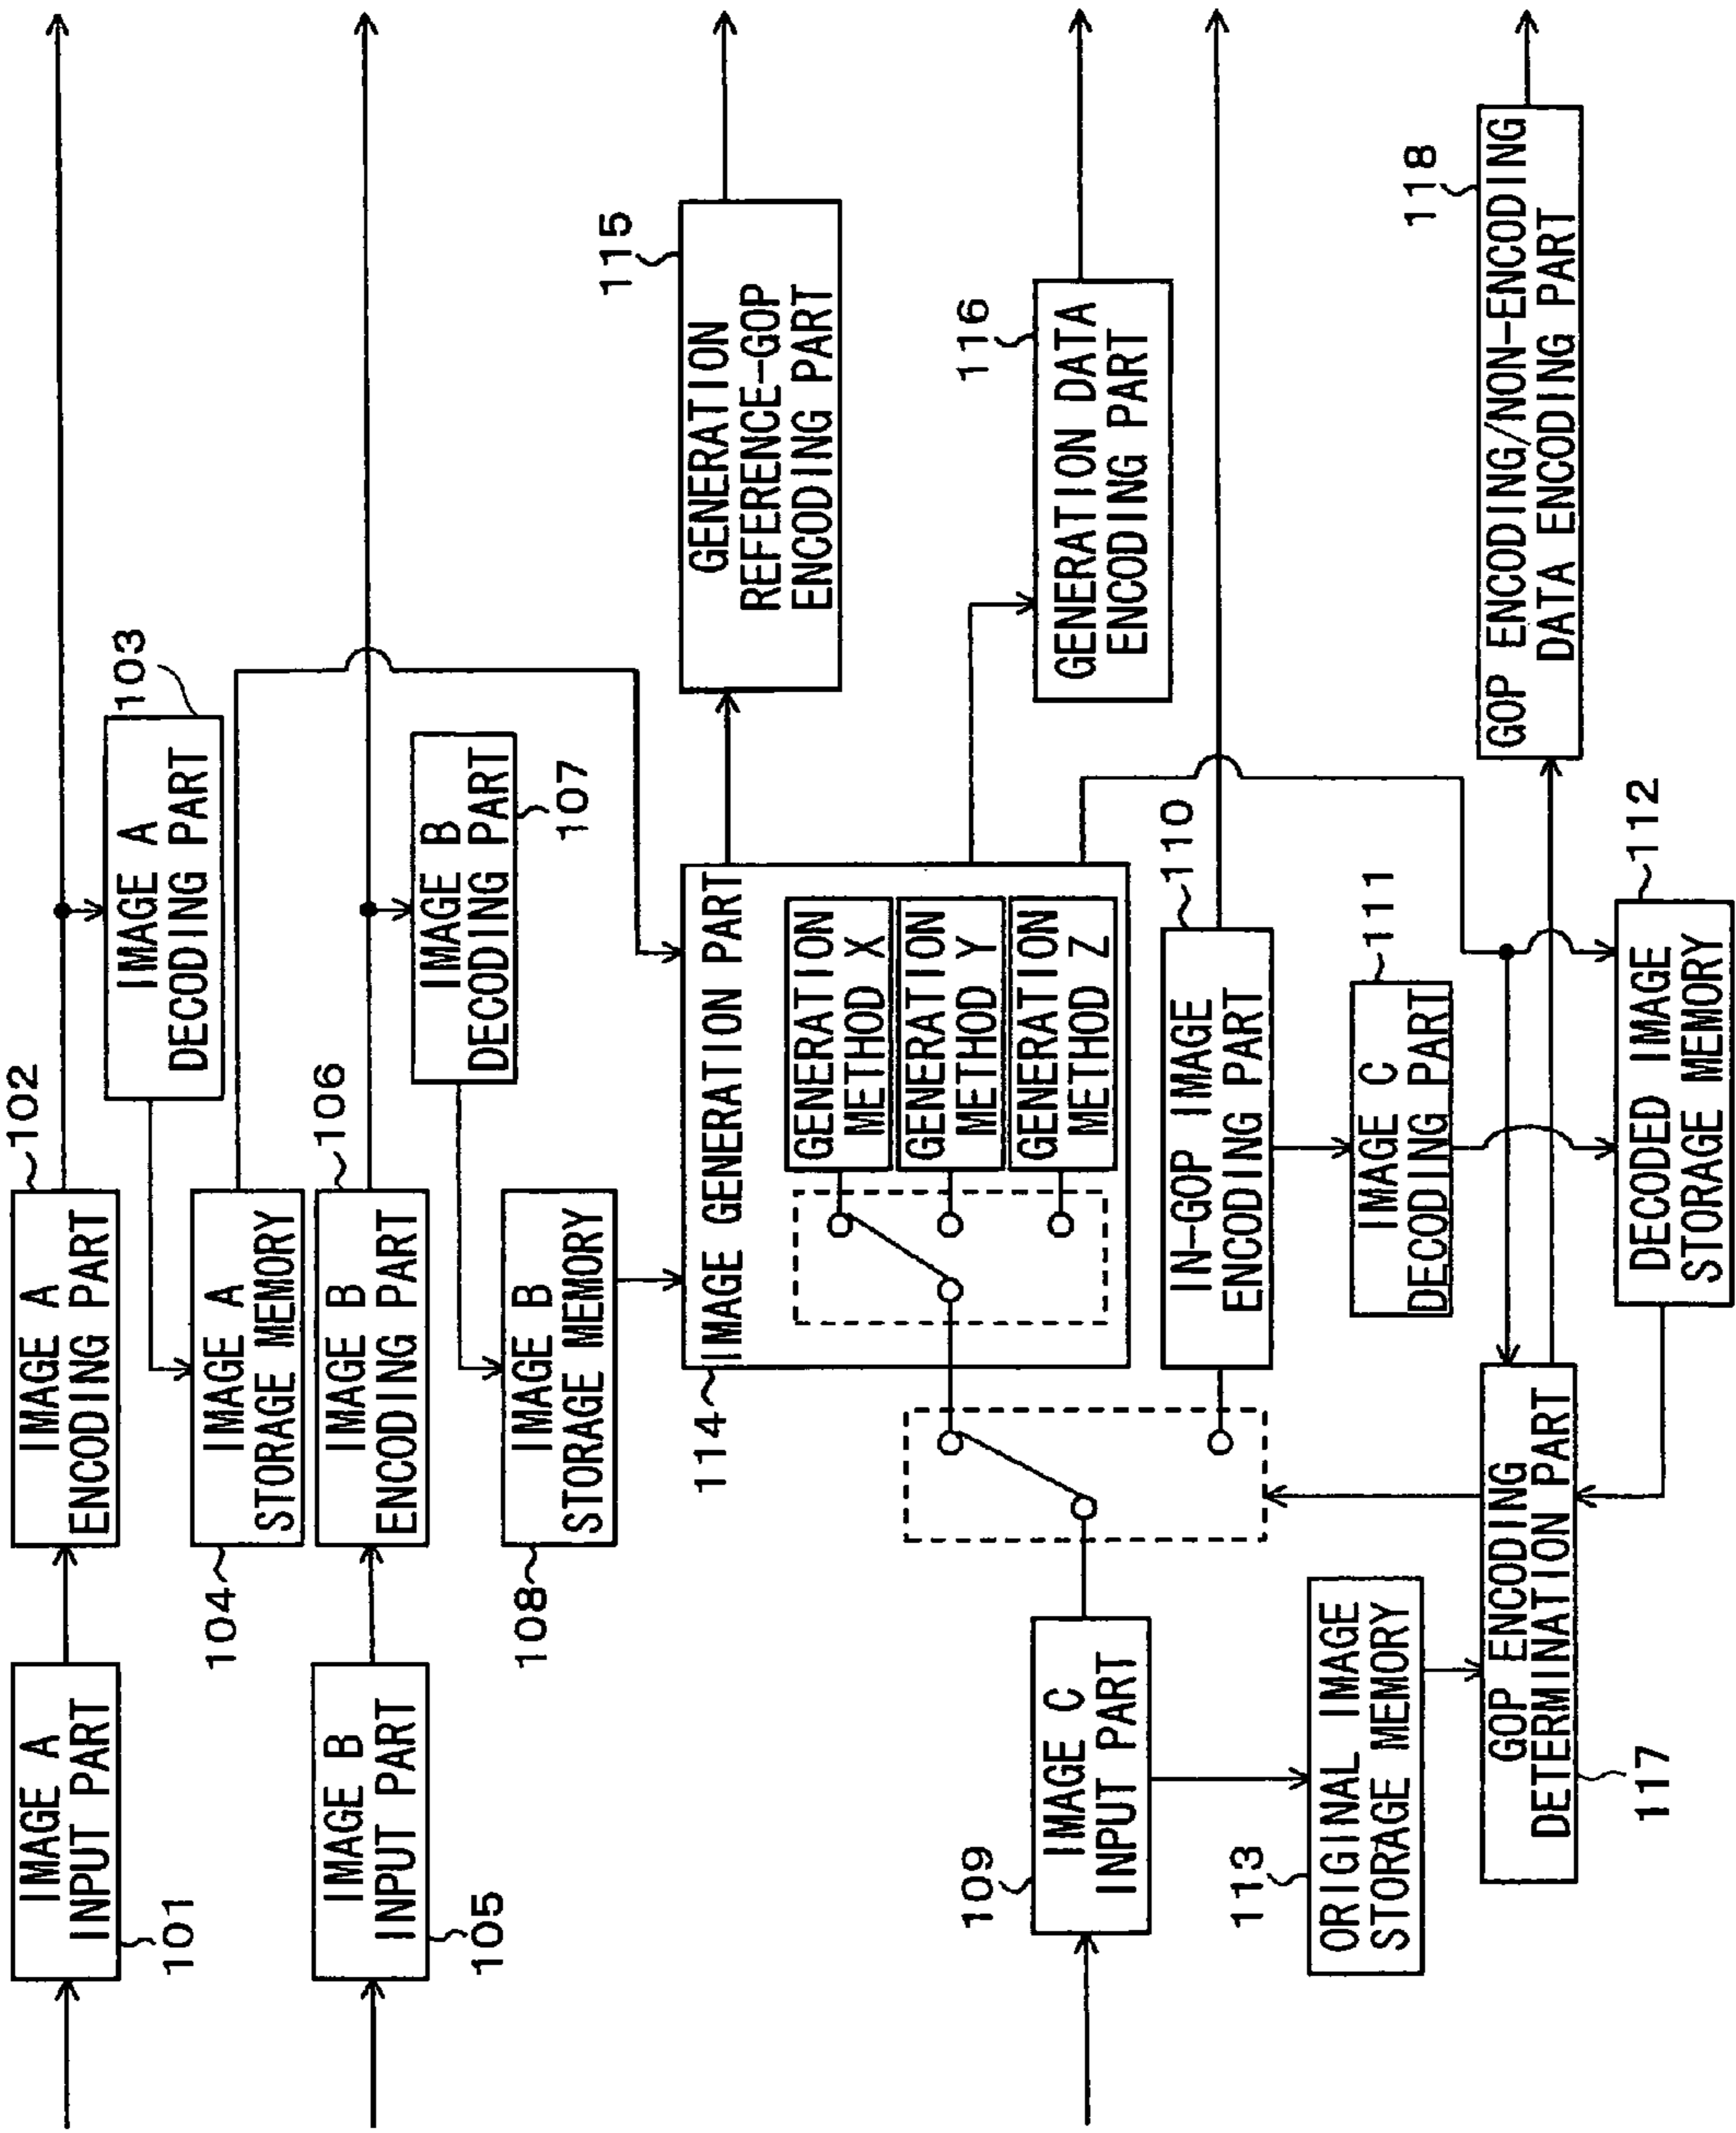 IMAGE A
INPUT PART
101
IMAGE A
ENCODING PART
102
IMAGE A
DECODING PART
103
IMAGE A
STORAGE MEMORY
104
IMAGE B
INPUT PART
105
IMAGE B
ENCODING PART
106
IMAGE B
DECODING PART
107
IMAGE B
STORAGE MEMORY
108
IMAGE GENERATION PART
114
GENERATION
METHOD X
GENERATION
METHOD Y
GENERATION
METHOD Z
GENERATION
REFERENCE-GOP
ENCODING PART
115
GENERATION DATA
ENCODING PART
116
IMAGE C
INPUT PART
109
IN-GOP IMAGE
ENCODING PART
110
IMAGE C
DECODING PART
111
ORIGINAL IMAGE
STORAGE MEMORY
113
GOP ENCODING
DETERMINATION PART
117
DECODED IMAGE
STORAGE MEMORY
112
GOP ENCODING/NON-ENCODING
DATA ENCODING PART
118